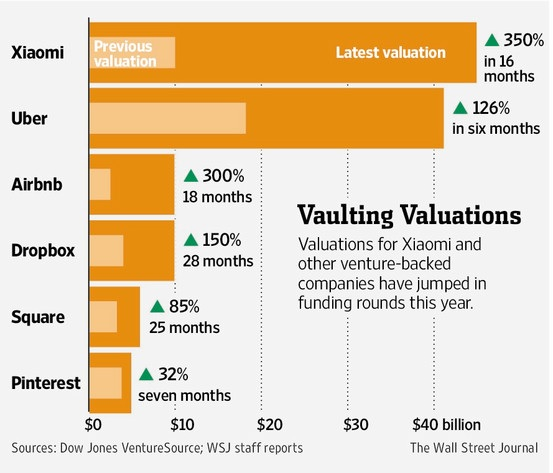 Xiaomi
Previous
valuation
Latest valuation
350%
in 16
months
Uber
126%
in six months
Airbnb
300%
18 months
Dropbox
150%
28 months
Square
85%
25 months
Pinterest
32%
seven months
Vaulting Valuations
Valuations for Xiaomi and
other venture-backed
companies have jumped in
funding rounds this year.
$0 $10 $20 $30 $40 billion
Sources: Dow Jones VentureSource; WSJ staff reports
The Wall Street Journal